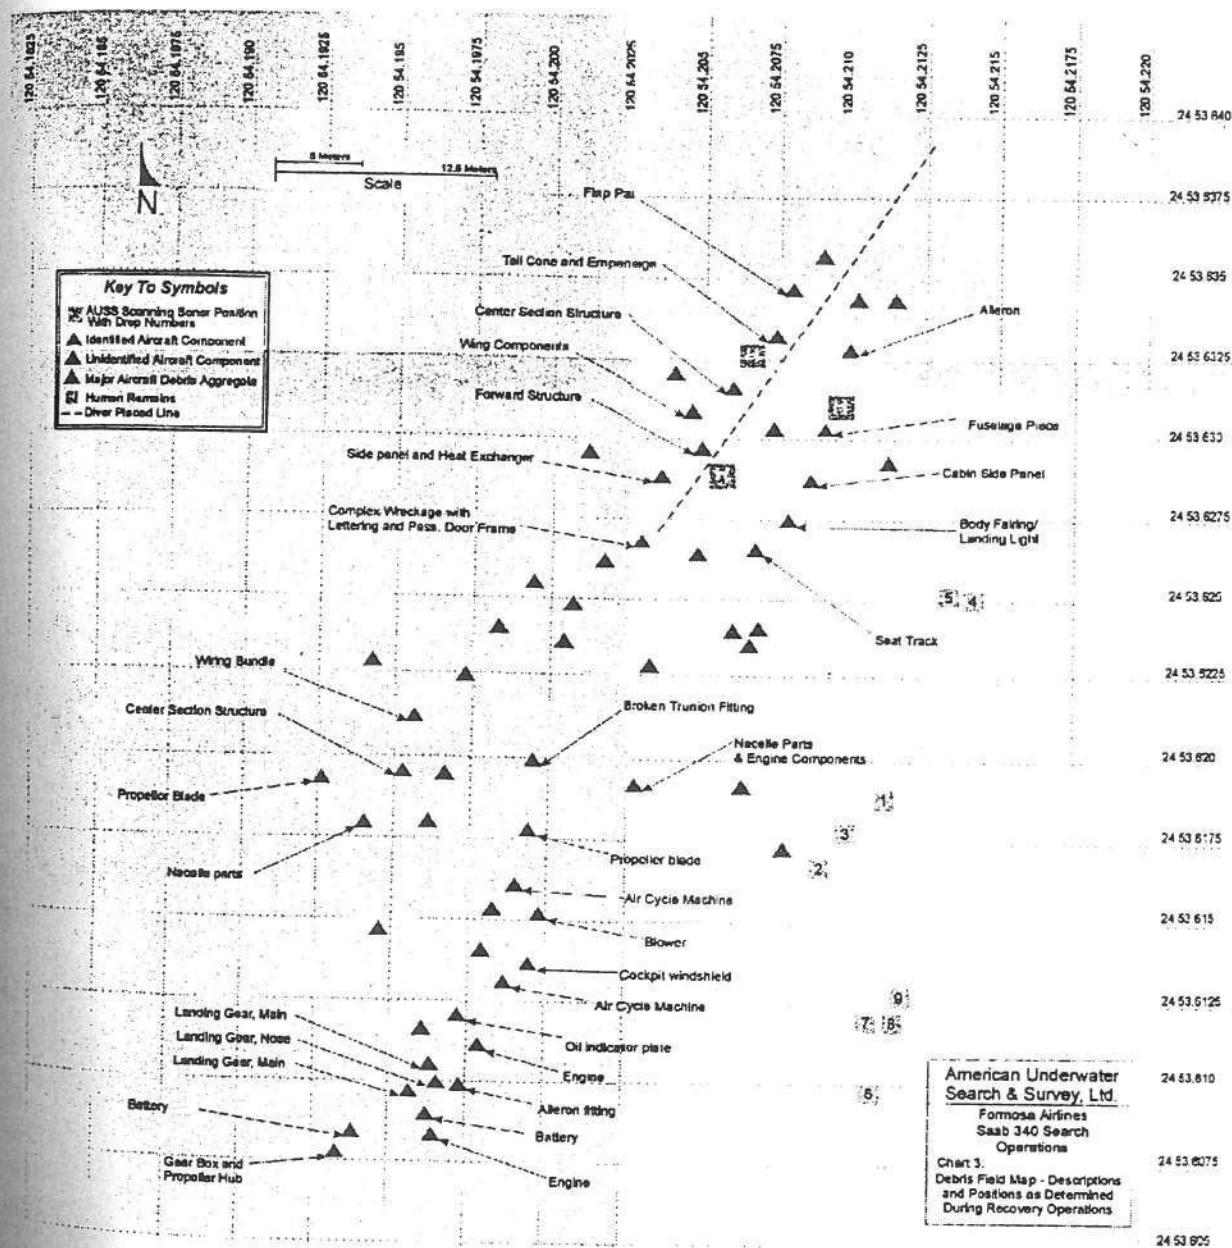 120 54.1825
120 54.185
120 54.1875
120 54.190
120 54.1925
120 54.195
120 54.1975
120 54.200
120 54.2025
120 54.205
120 54.2075
120 54.210
120 54.2125
120 54.215
120 54.2175
120 54.220
24 53 640
5 Meters
12.5 Meters
Scale
N
24 53 6375
Flap
Tail Cone and Empenage
24 53 635
Key To Symbols
AUSS Scanning Sonar Position
With Drop Numbers
Identified Aircraft Component
Unidentified Aircraft Component
Major Aircraft Debris Aggregate
Human Remains
Diver Placed Line
Center Section Structure
Aileron
Wing Components
24 53 6325
Forward Structure
Fuselage Piece
24 53 630
Side panel and Heat Exchanger
Cabin Side Panel
Complex Wreckage with
Lettering and Pass. Door Frame
24 53 6275
Body Fairing/
Landing Light
5
4
24 53 625
Seat Track
Wiring Bundle
24 53 6225
Center Section Structure
Broken Trunion Fitting
Nacelle Parts
& Engine Components
24 53 620
Propellor Blade
1
3
24 53 6175
Nacelle parts
Propeller blade
2
Air Cycle Machine
24 53 615
Blower
Cockpit windshield
Air Cycle Machine
9
24 53 6125
Landing Gear, Main
7
8
Landing Gear, Nose
Oil indicator plate
Landing Gear, Main
Engine
24 53 610
Aileron fitting
6
Battery
Battery
Gear Box and
Propellar Hub
Engine
24 53 6075
American Underwater
Search & Survey, Ltd.
Formosa Airlines
Saab 340 Search
Operations
Chart 3.
Debris Field Map - Descriptions
and Positions as Determined
During Recovery Operations
24 53 605